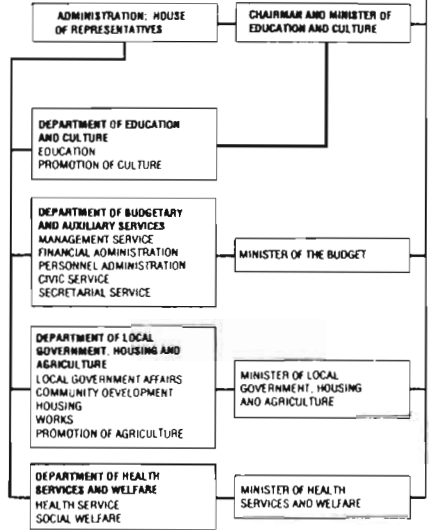 ADMINISTRATION: HOUSE
OF REPRESENTATIVES
CHAIRMAN AND MINISTER OF
EDUCATION AND CULTURE
DEPARTMENT OF EDUCATION
AND CULTURE
EDUCATION
PROMOTION OF CULTURE
DEPARTMENT OF BUDGETARY
AND AUXILIARY SERVICES
MANAGEMENT SERVICE
FINANCIAL ADMINISTRATION
PERSONNEL ADMINISTRATION
CIVIC SERVICE
SECRETARIAL SERVICE
MINISTER OF THE BUDGET
DEPARTMENT OF LOCAL
GOVERNMENT, HOUSING AND
AGRICULTURE
LOCAL GOVERNMENT AFFAIRS
COMMUNITY DEVELOPMENT
HOUSING
WORKS
PROMOTION OF AGRICULTURE
MINISTER OF LOCAL
GOVERNMENT, HOUSING
AND AGRICULTURE
DEPARTMENT OF HEALTH
SERVICES AND WELFARE
HEALTH SERVICE
SOCIAL WELFARE
MINISTER OF HEALTH
SERVICES AND WELFARE